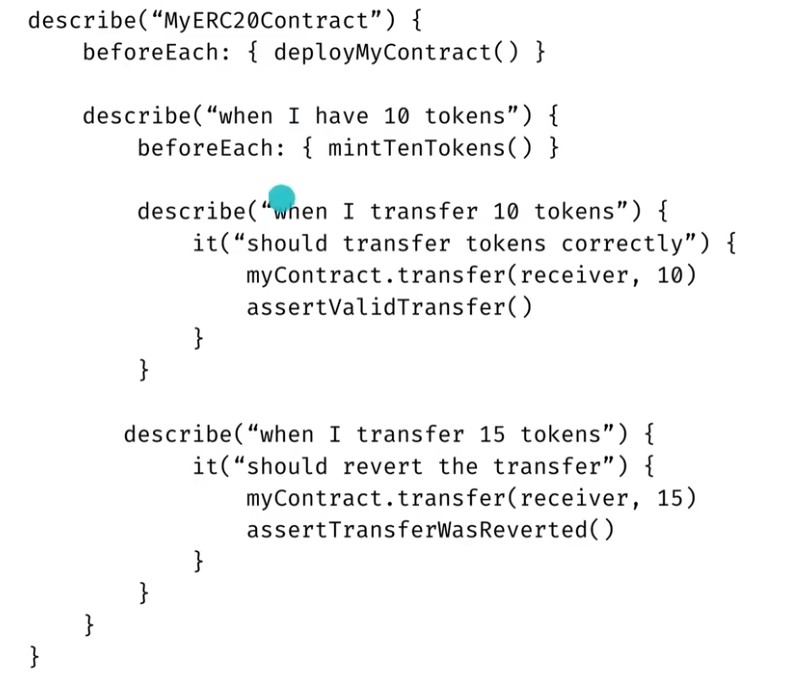 describe(“MyERC20Contract”) {
beforeEach: { deployMyContract() }
describe(“when I have 10 tokens”) {
beforeEach: { mintTenTokens() }
describe(“when I transfer 10 tokens”) {
it(“should transfer tokens correctly”) {
myContract.transfer(receiver, 10)
assertValidTransfer()
}
}
describe(“when I transfer 15 tokens”) {
it(“should revert the transfer”) {
myContract.transfer(receiver, 15)
assertTransferWasReverted()
}
}
}
}